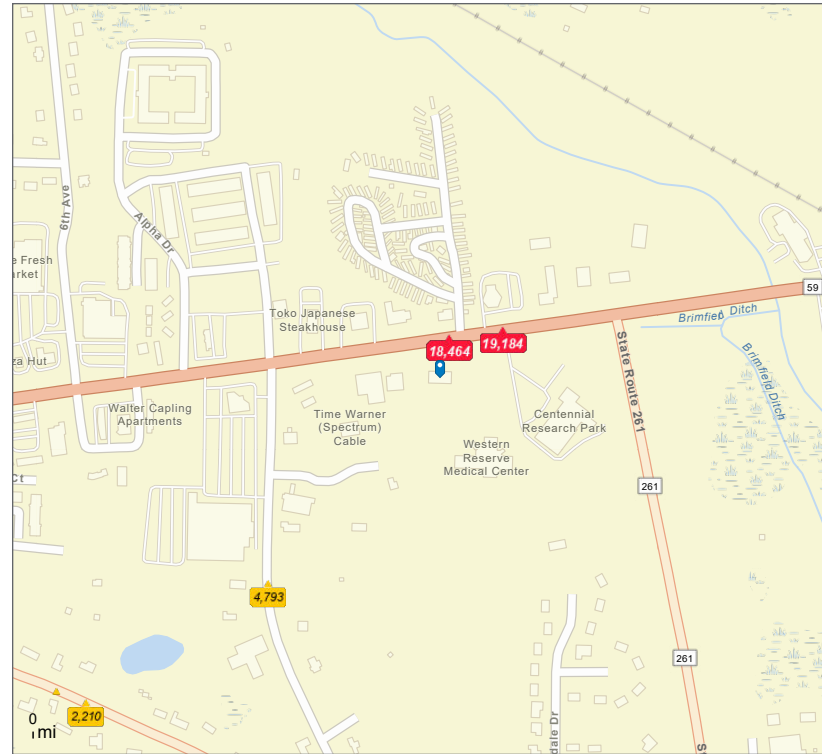 6th Ave
Alpha Dr
e Fresh
rket
59
Toko Japanese
Steakhouse
Brimfield Ditch
18,464
19,184
za Hut
State Route 261
Brimfield Ditch
Walter Capling
Apartments
Time Warner
(Spectrum)
Cable
Centennial
Research Park
Western
Reserve
Medical Center
Ct
261
4,793
261
2,210
0
mi
dale Dr